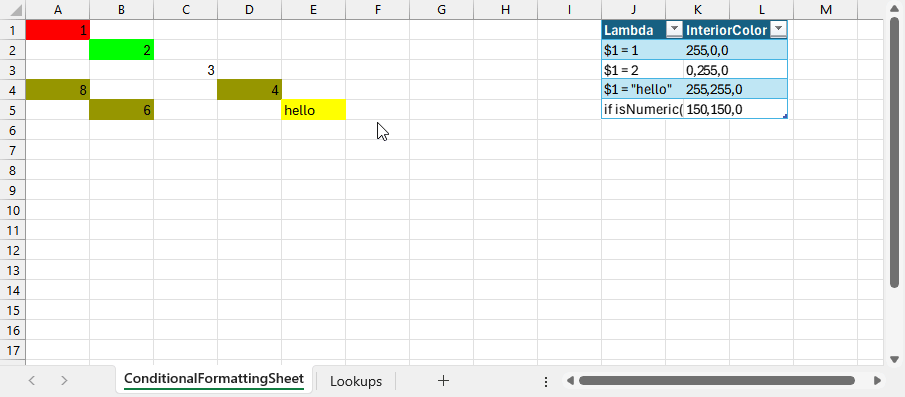 A B C D E F G H I J K L M
1 1 Lambda InteriorColor
2 2 $1 = 1 255,0,0
3 3 $1 = 2 0,255,0
4 8 4 $1 = "hello" 255,255,0
5 6 hello if isNumeric( 150,150,0
6
7
8
9
10
11
12
13
14
15
16
17
ConditionalFormattingSheet Lookups